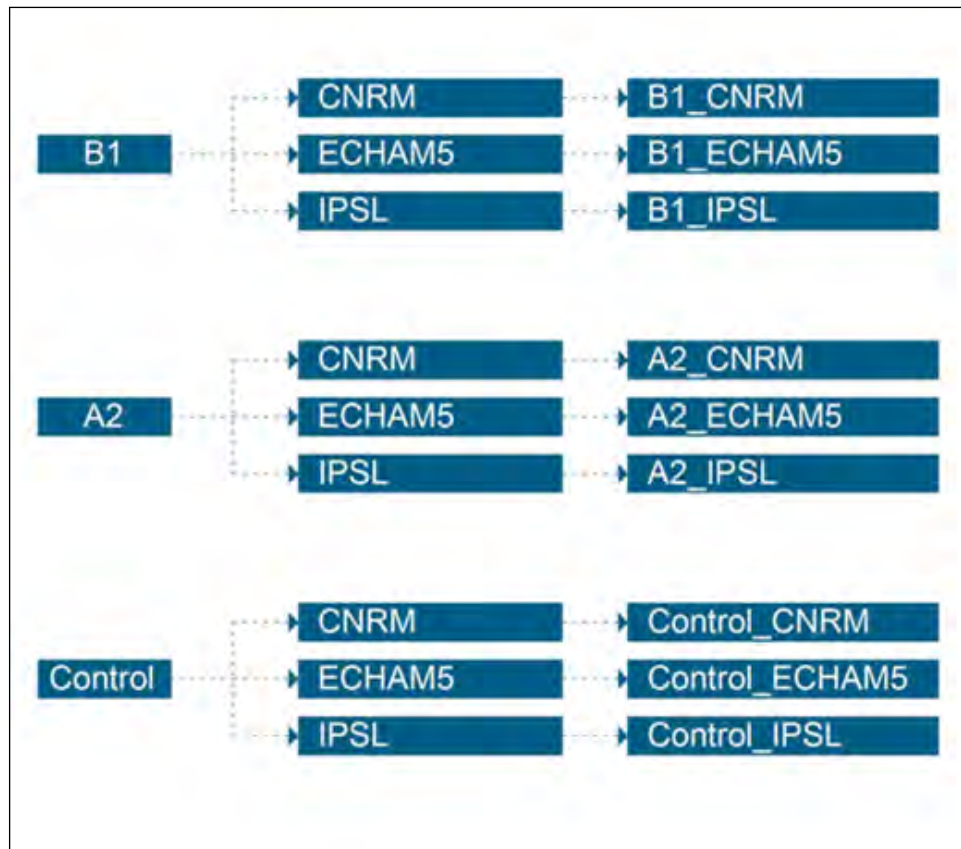 CNRM B1_CNRM
B1 ECHAM5 B1_ECHAM5
IPSL B1_IPSL
CNRM A2_CNRM
A2 ECHAM5 A2_ECHAM5
IPSL A2_IPSL
CNRM Control_CNRM
Control ECHAM5 Control_ECHAM5
IPSL Control_IPSL